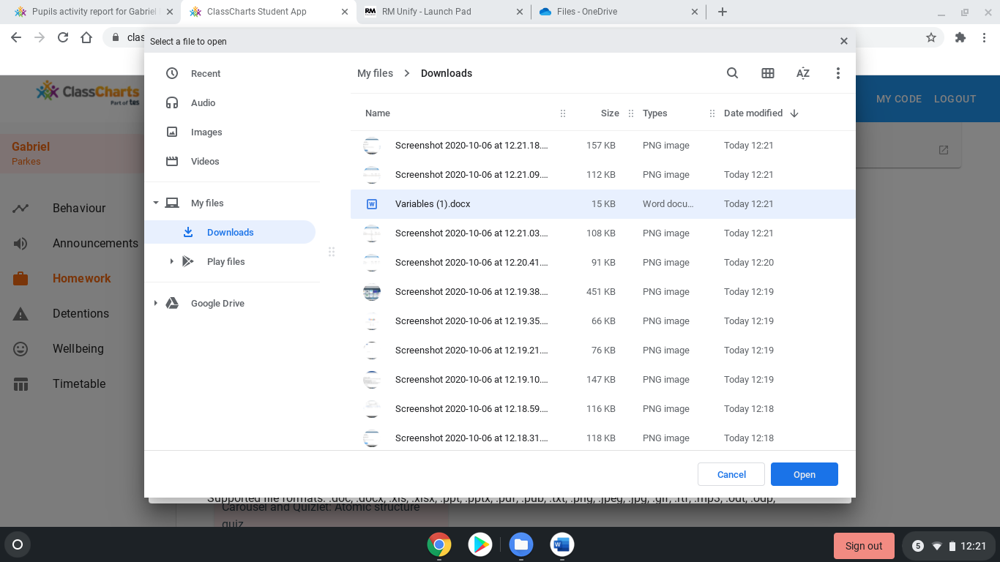 Pupils activity report for Gabriel
ClassCharts Student App
RM Unify - Launch Pad
Files - OneDrive
RM
clas
Select a file to open
ClassCharts
Part of tes
MY CODE
LOGOUT
Gabriel
Parkes
Behaviour
Announcements
Homework
Detentions
Wellbeing
Timetable
Recent
Audio
Images
Videos
My files
Downloads
Play files
Google Drive
My files
Downloads
AZ
Name Size Types Date modified
Screenshot 2020-10-06 at 12.21.18.... 157 KB PNG image Today 12:21
Screenshot 2020-10-06 at 12.21.09.... 112 KB PNG image Today 12:21
W Variables (1).docx 15 KB Word docu... Today 12:21
Screenshot 2020-10-06 at 12.21.03.... 108 KB PNG image Today 12:21
Screenshot 2020-10-06 at 12.20.41.... 91 KB PNG image Today 12:20
Screenshot 2020-10-06 at 12.19.38.... 451 KB PNG image Today 12:19
Screenshot 2020-10-06 at 12.19.35.... 66 KB PNG image Today 12:19
Screenshot 2020-10-06 at 12.19.21.... 76 KB PNG image Today 12:19
Screenshot 2020-10-06 at 12.19.10.... 147 KB PNG image Today 12:19
Screenshot 2020-10-06 at 12.18.59.... 116 KB PNG image Today 12:18
Screenshot 2020-10-06 at 12.18.31.... 118 KB PNG image Today 12:18
Cancel
Open
Supported file formats: .doc, .docx, .xls, .xlsx, .ppt, .pptx, .pdf, .pub, .txt, .png, .jpeg, .jpg, .gif, .rtf, .mp3, .odt, .odp,
Carousel and Quizlet: Atomic structure
quiz
W
Sign out
5
12:21